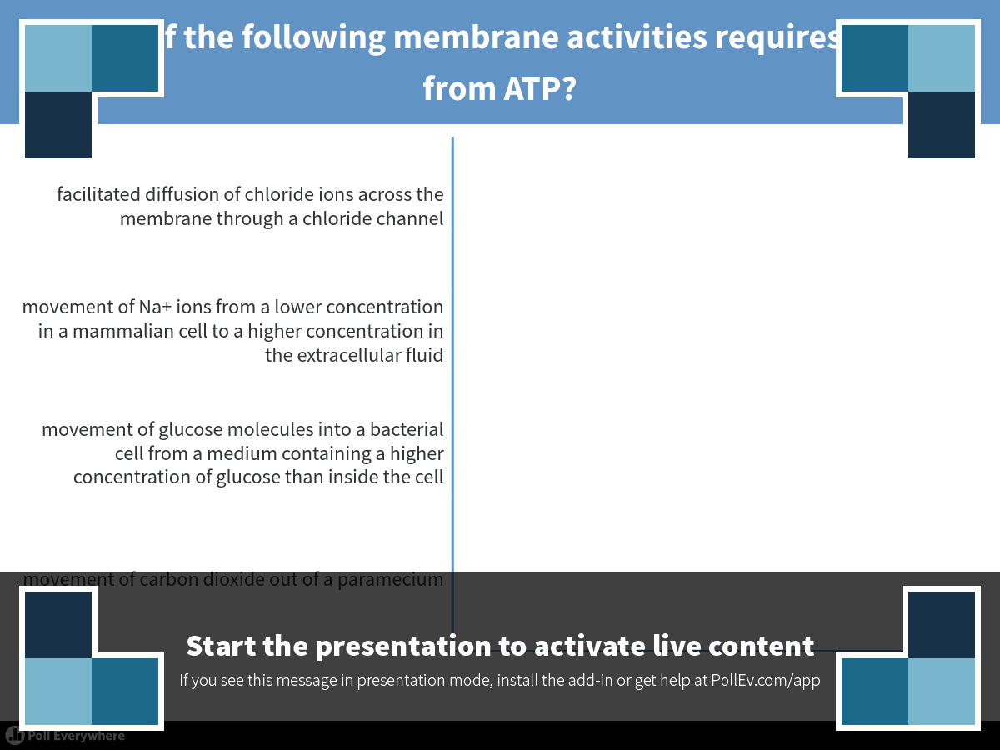 f the following membrane activities requires
from ATP?
facilitated diffusion of chloride ions across the
membrane through a chloride channel
movement of Na+ ions from a lower concentration
in a mammalian cell to a higher concentration in
the extracellular fluid
movement of glucose molecules into a bacterial
cell from a medium containing a higher
concentration of glucose than inside the cell
movement of carbon dioxide out of a paramecium
Start the presentation to activate live content
If you see this message in presentation mode, install the add-in or get help at PollEv.com/app
Poll Everywhere